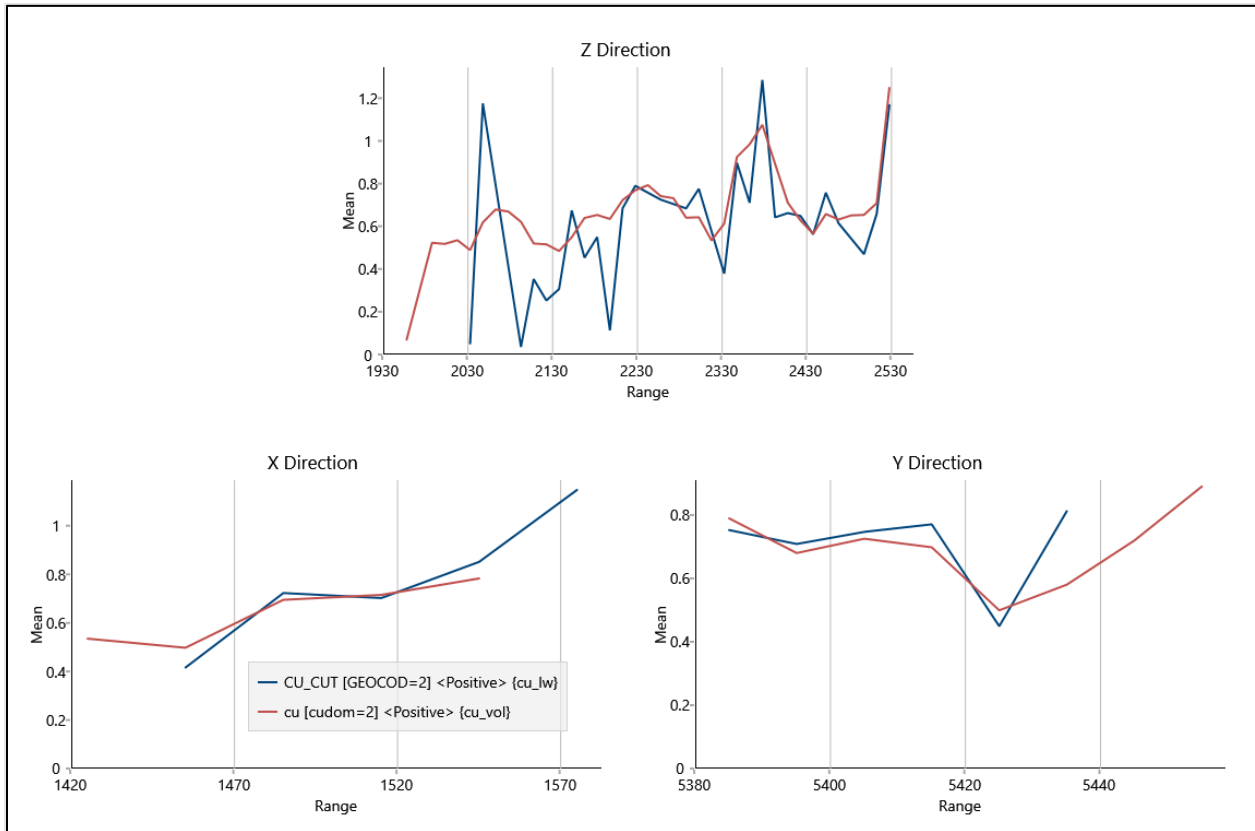 Z Direction
1.2
1
0.8
0.6
0.4
0.2
0
Mean
1930 2030 2130 2230 2330 2430 2530
Range
X Direction
1
0.8
0.6
0.4
0.2
0
Mean
1420 1470 1520 1570
Range
CU_CUT [GEOCOD=2] <Positive> {cu_lw}
cu [cudom=2] <Positive> {cu_vol}
Y Direction
0.8
0.6
0.4
0.2
0
Mean
5380 5400 5420 5440
Range